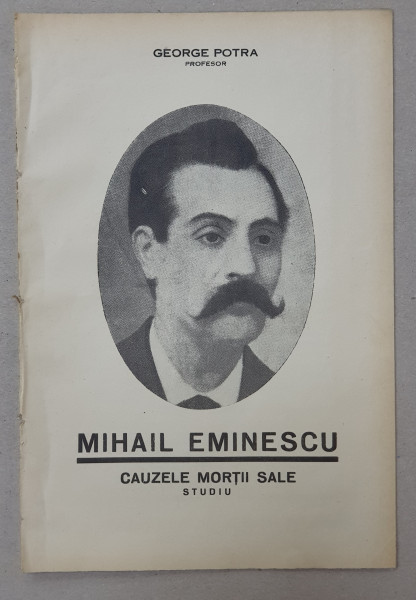 GEORGE POTRA
PROFESOR
MIHAIL EMINESCU
CAUZELE MORȚII SALE
STUDIU